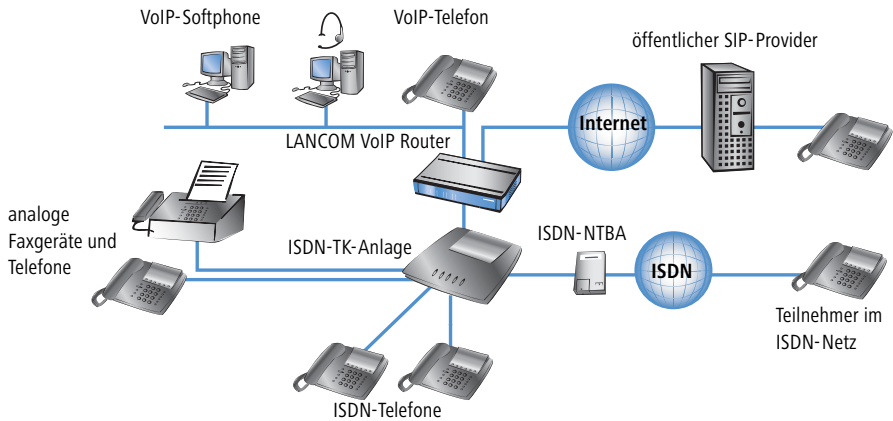 VoIP-Softphone
VoIP-Telefon
öffentlicher SIP-Provider
Internet
LANCOM VoIP Router
analoge
Faxgeräte und
Telefone
ISDN-TK-Anlage
ISDN-NTBA
ISDN
Teilnehmer im
ISDN-Netz
ISDN-Telefone